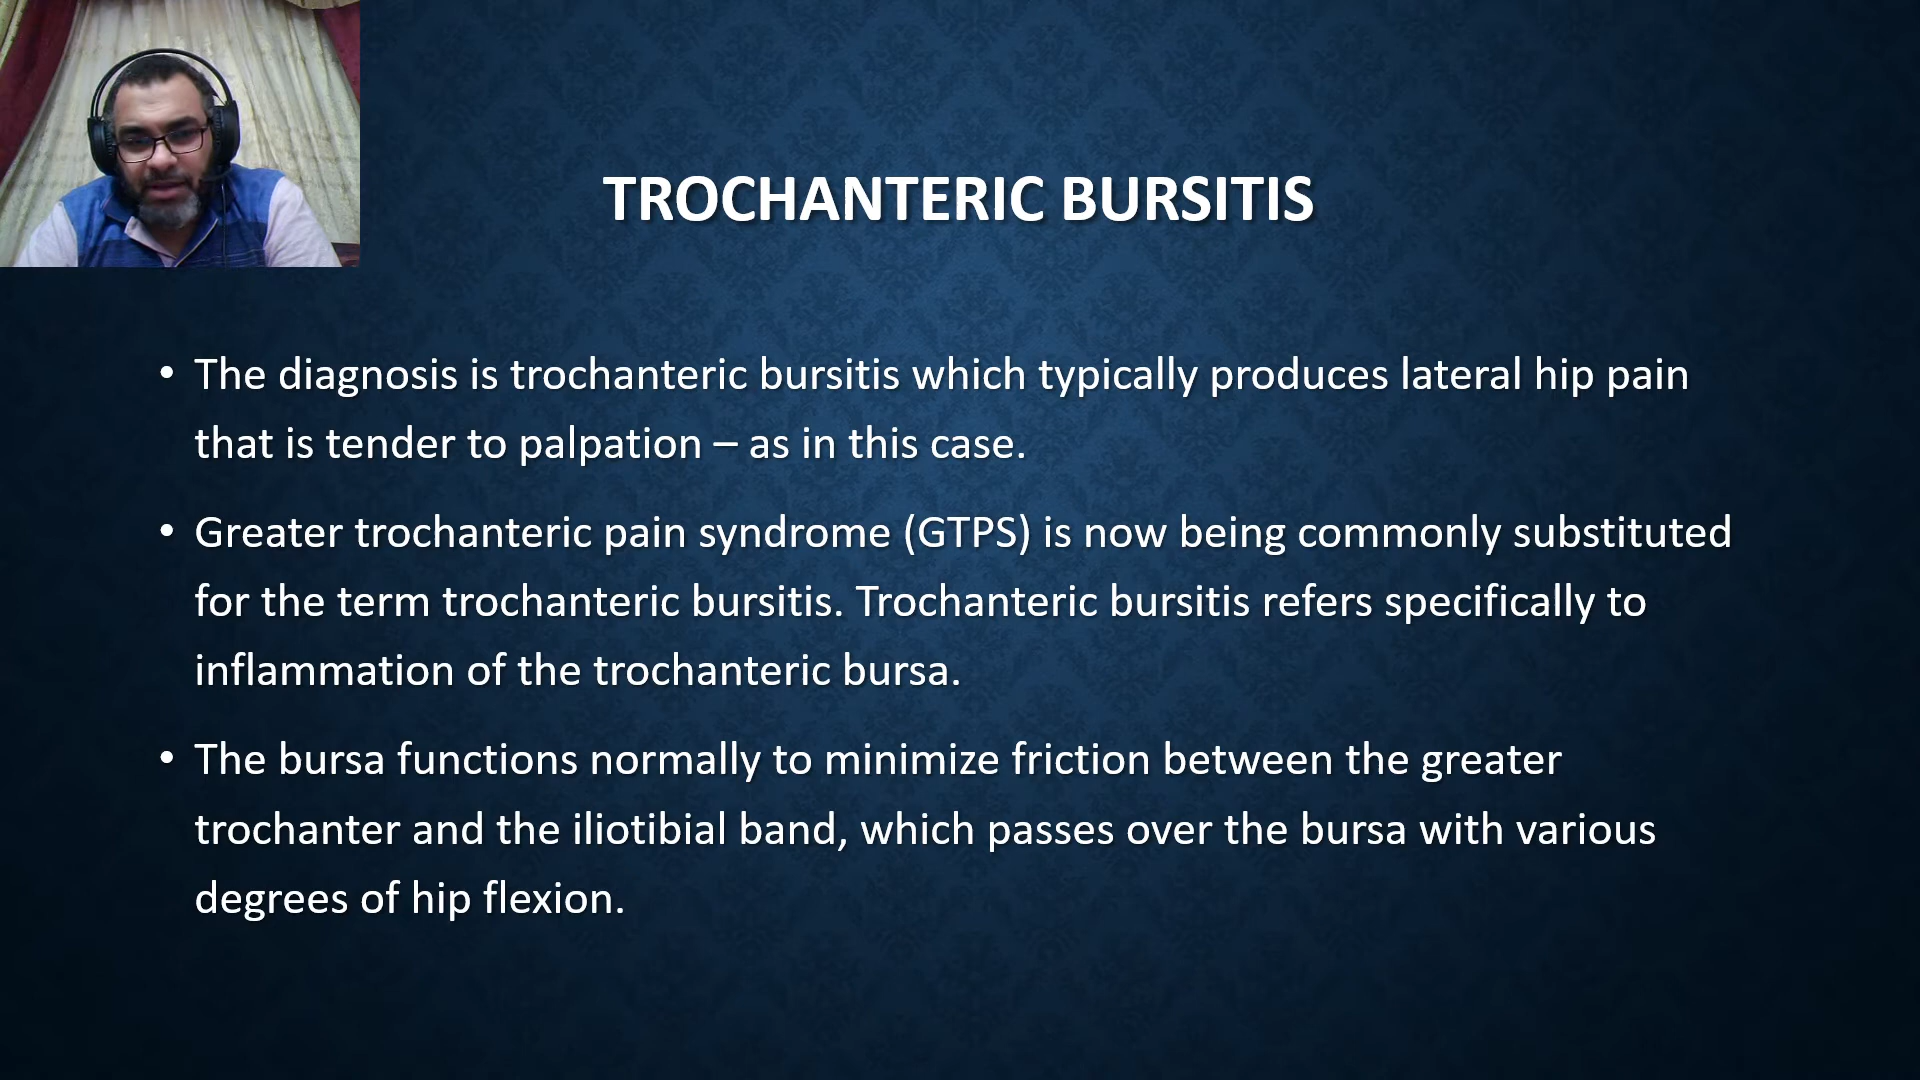 TROCHANTERIC BURSITIS
• The diagnosis is trochanteric bursitis which typically produces lateral hip pain
that is tender to palpation – as in this case.
• Greater trochanteric pain syndrome (GTPS) is now being commonly substituted
for the term trochanteric bursitis. Trochanteric bursitis refers specifically to
inflammation of the trochanteric bursa.
• The bursa functions normally to minimize friction between the greater
trochanter and the iliotibial band, which passes over the bursa with various
degrees of hip flexion.